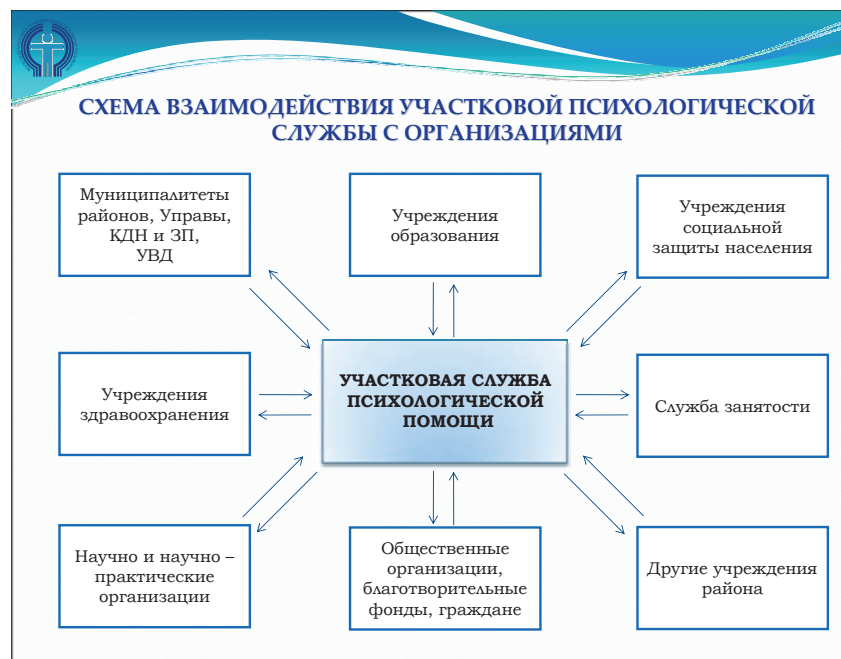 СХЕМА ВЗАИМОДЕЙСТВИЯ УЧАСТКОВОЙ ПСИХОЛОГИЧЕСКОЙ
СЛУЖБЫ С ОРГАНИЗАЦИЯМИ
Муниципалитеты
районов, Управы,
КДН и ЗП,
УВД
Учреждения
образования
Учреждения
социальной
защиты населения
Учреждения
здравоохранения
УЧАСТКОВАЯ СЛУЖБА
ПСИХОЛОГИЧЕСКОЙ
ПОМОЩИ
Служба занятости
Научно и научно –
практические
организации
Общественные
организации,
благотворительные
фонды, граждане
Другие учреждения
района